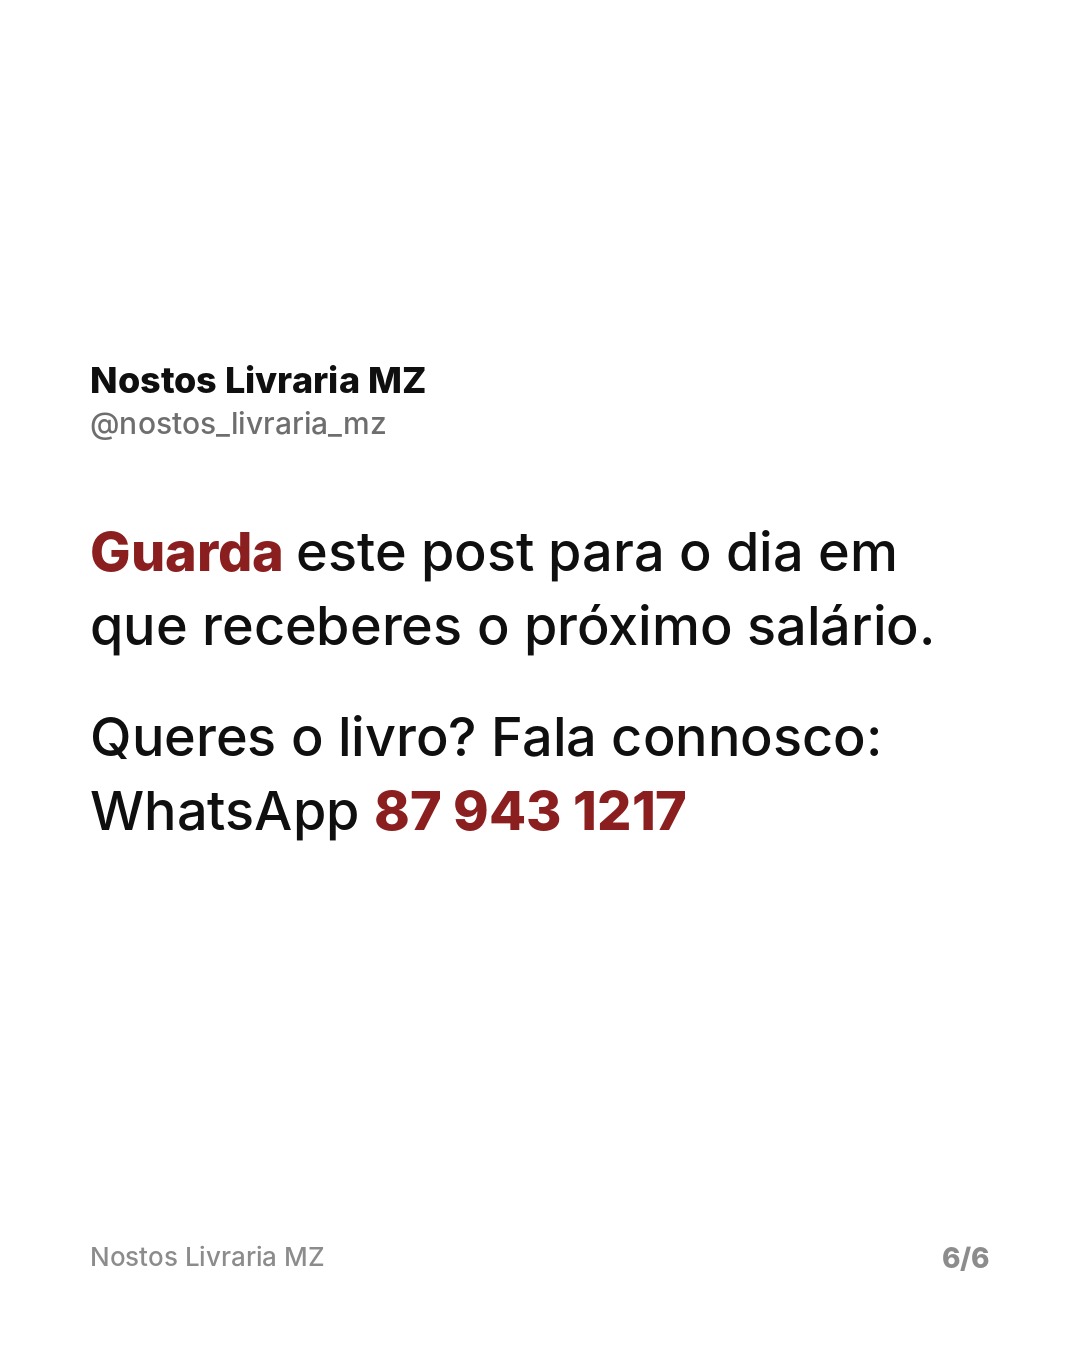 Nostos Livraria MZ
@nostos_livraria_mz
Guarda este post para o dia em
que receberes o próximo salário.
Queres o livro? Fala connosco:
WhatsApp 87 943 1217
Nostos Livraria MZ
6/6